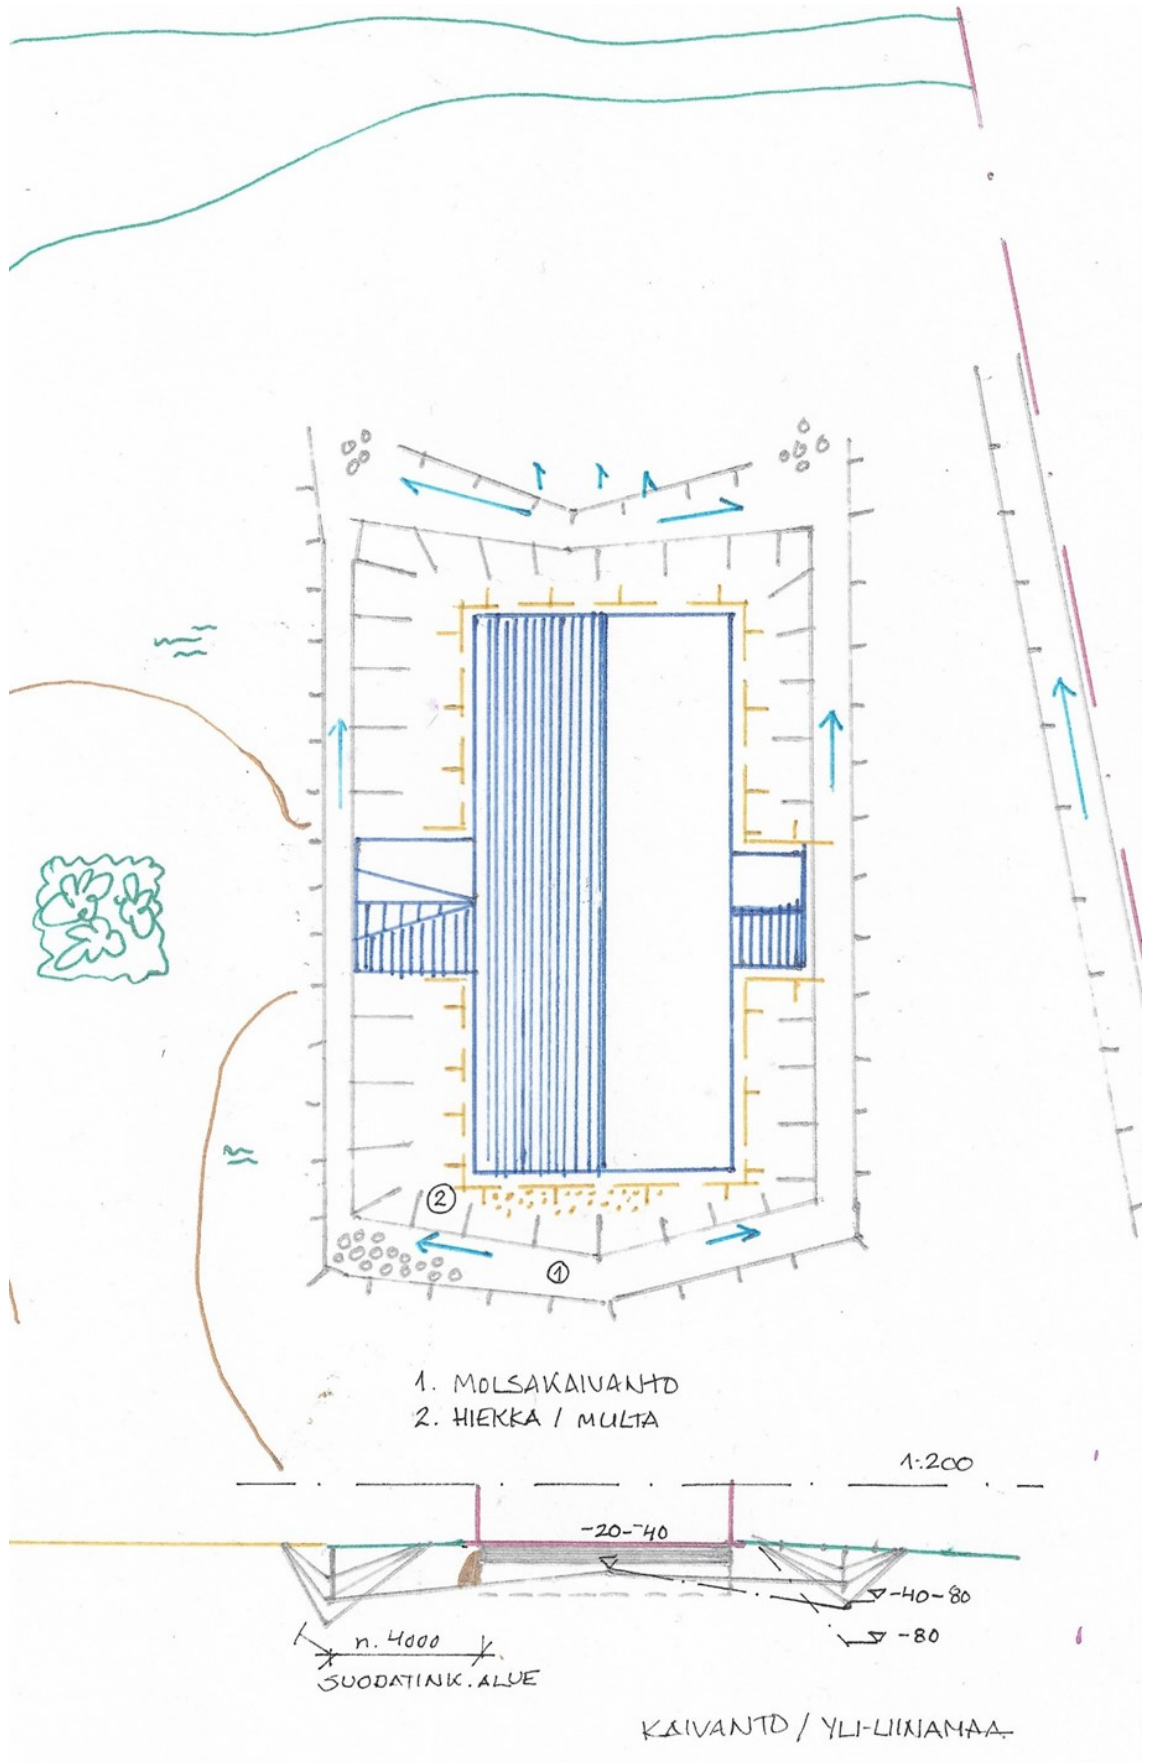 2
1
1. MOLSAKAIVANTO
2. HIEKKA / MULTA
1:200
-20--40
-40-80
-80
n. 4000
SUODATINK. ALUE
KAIVANTO / YLI-LIINAMAA